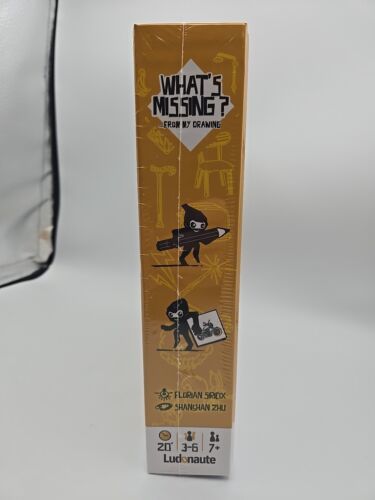 WHAT'S
MISSING?
...FROM MY DRAWING
FLORIAN SIRIEIX
SHANSHAN ZHU
20' 3-6 7+
Ludonaute